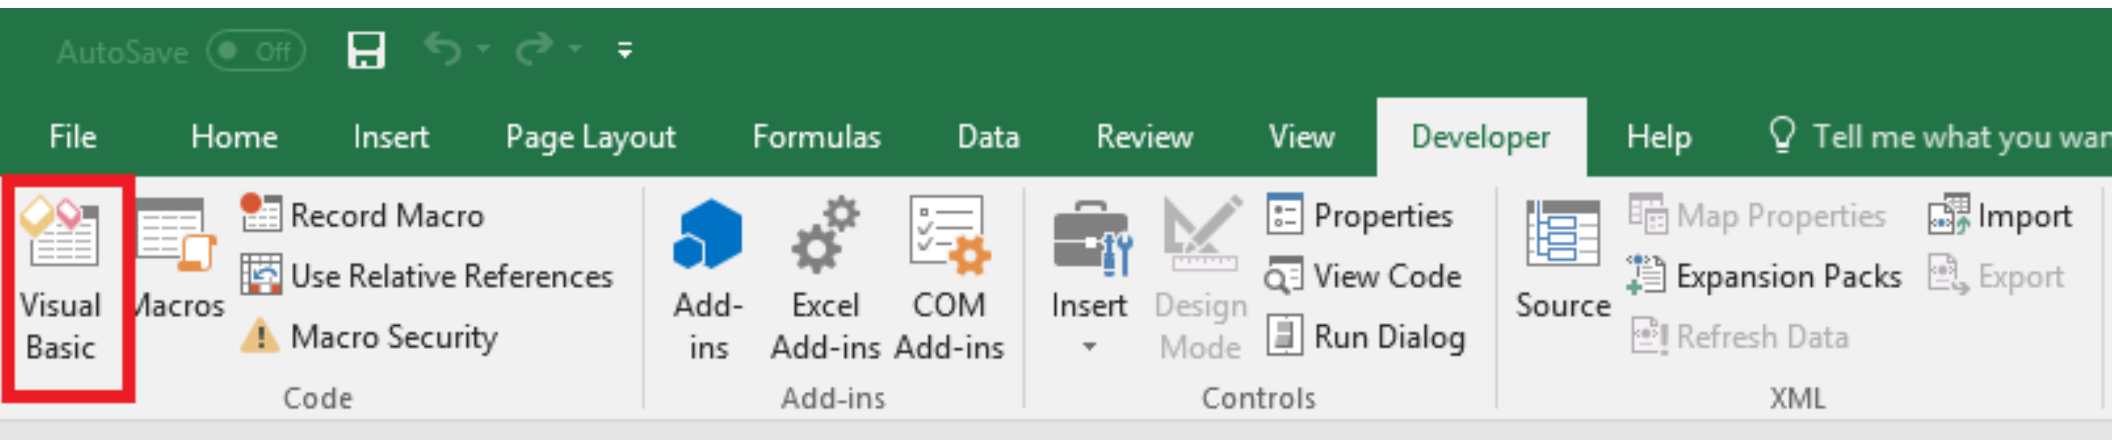 AutoSave Off
File Home Insert Page Layout Formulas Data Review View Developer Help Tell me what you
Visual Basic
Macros
Record Macro
Use Relative References
Macro Security
Code
Add-ins
Excel Add-ins
COM Add-ins
Add-ins
Insert
Design Mode
Properties
View Code
Run Dialog
Controls
Source
Map Properties
Expansion Packs
Refresh Data
Import
Export
XML